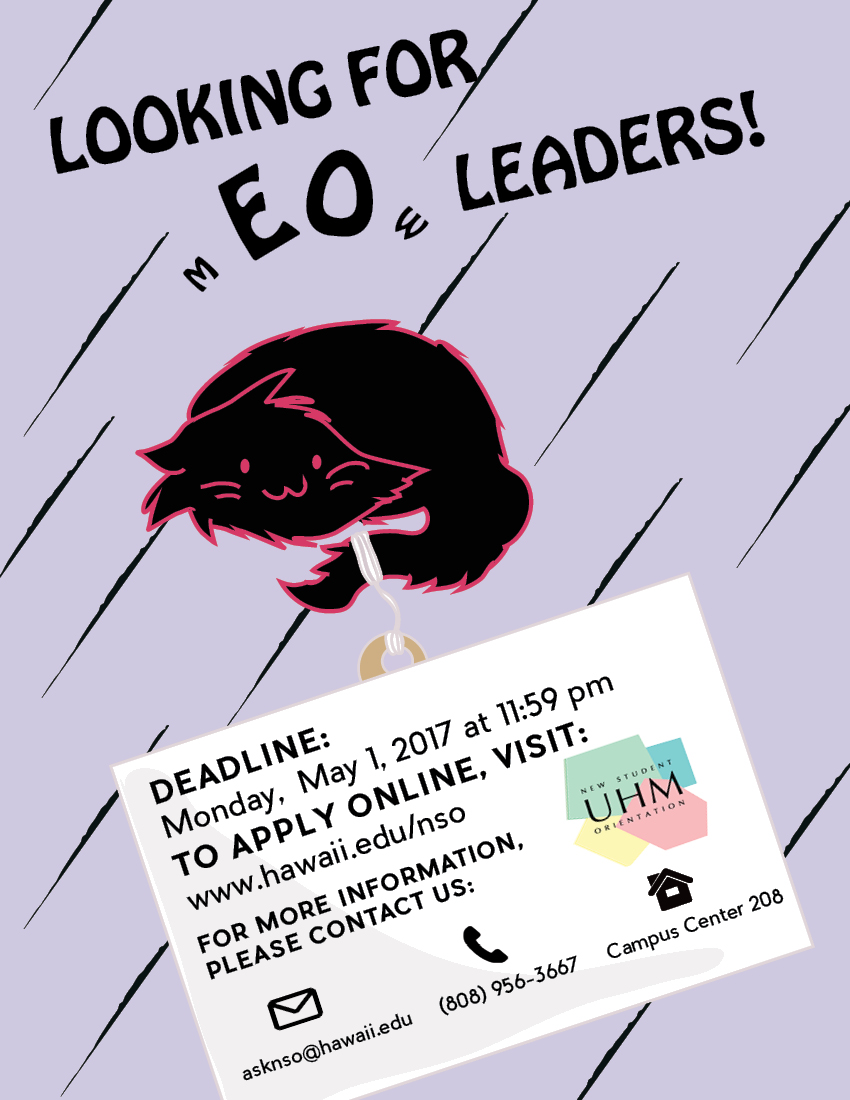 LOOKING FOR
M EO E LEADERS!
DEADLINE:
Monday, May 1, 2017 at 11:59 pm
TO APPLY ONLINE, VISIT:
www.hawaii.edu/nso
NEW STUDENT
UHM
ORIENTATION
FOR MORE INFORMATION,
PLEASE CONTACT US:
asknso@hawaii.edu
(808) 956-3667
Campus Center 208